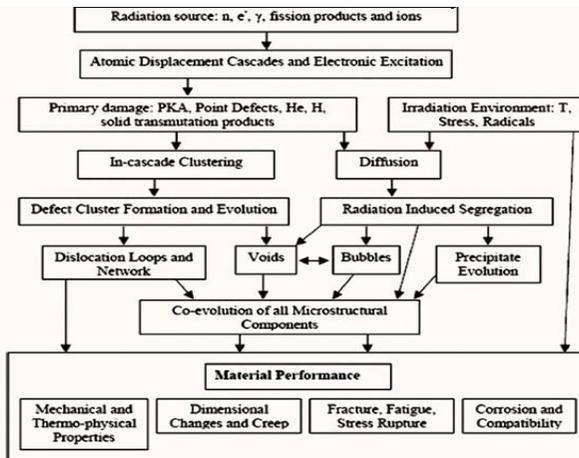 Radiation source: n, e⁻, γ, fission products and ions
Atomic Displacement Cascades and Electronic Excitation
Primary damage: PKA, Point Defects, He, H,
solid transmutation products
Irradiation Environment: T,
Stress, Radicals
In-cascade Clustering
Diffusion
Defect Cluster Formation and Evolution
Radiation Induced Segregation
Dislocation Loops and
Network
Voids
Bubbles
Precipitate
Evolution
Co-evolution of all Microstructural
Components
Material Performance
Mechanical and
Thermo-physical
Properties
Dimensional
Changes and Creep
Fracture, Fatigue,
Stress Rupture
Corrosion and
Compatibility